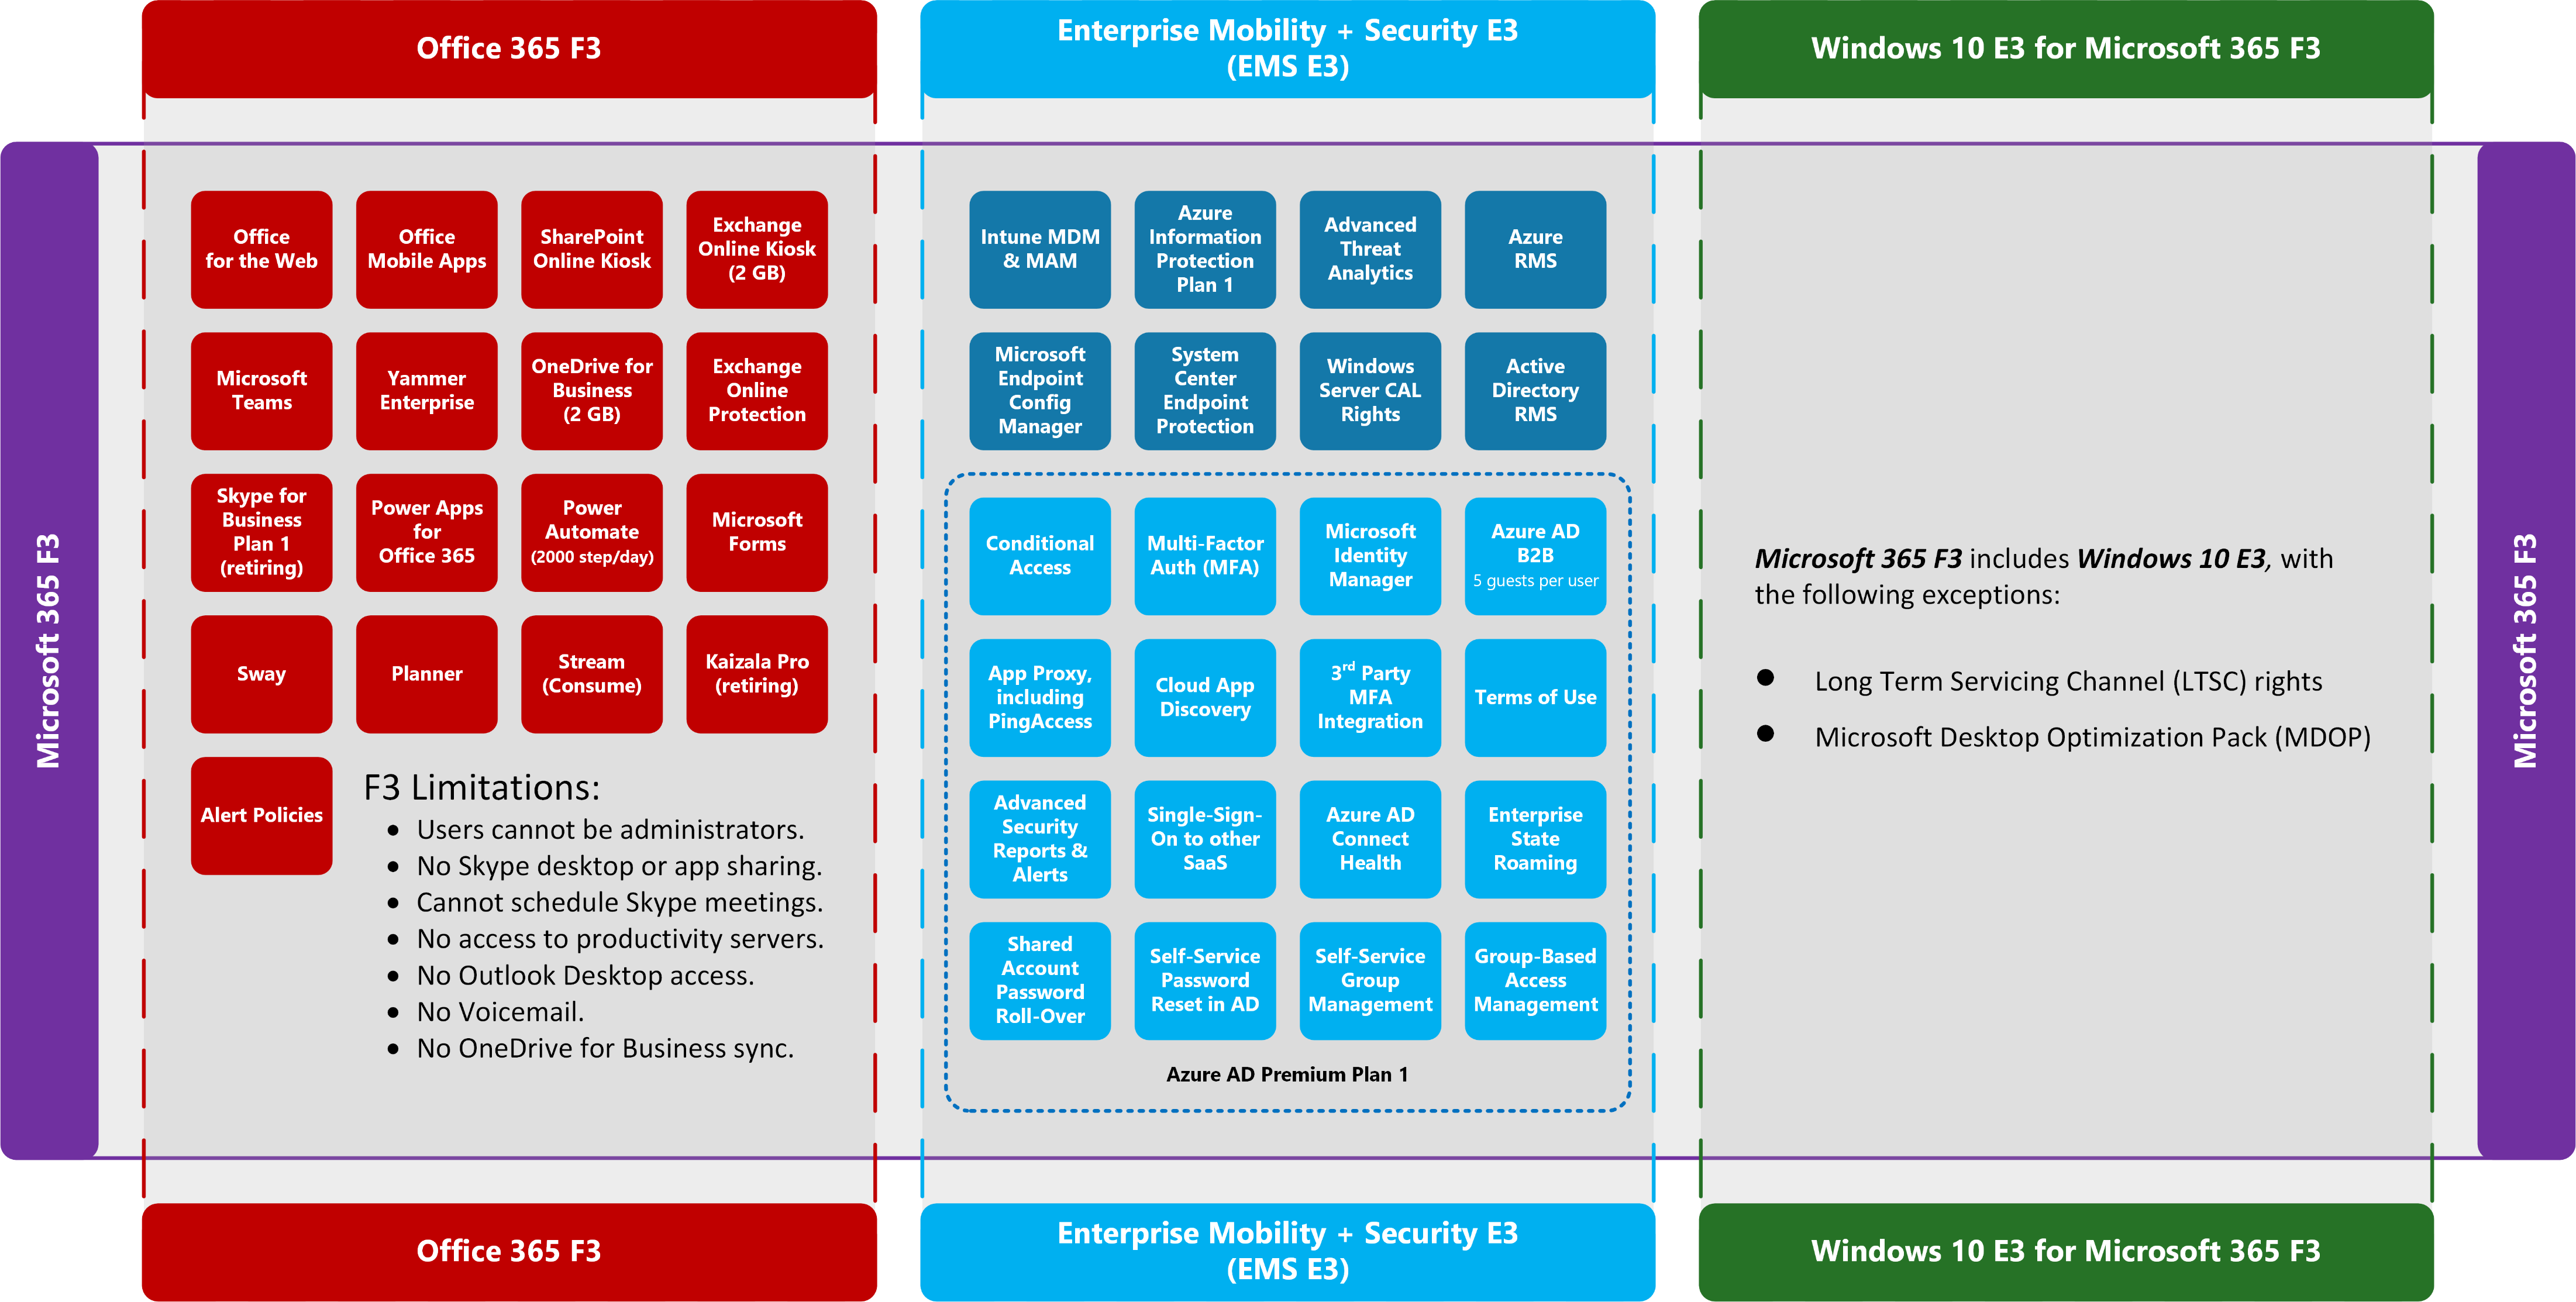 Office 365 F3
Enterprise Mobility + Security E3
(EMS E3)
Windows 10 E3 for Microsoft 365 F3
Microsoft 365 F3
Office
for the Web
Office
Mobile Apps
SharePoint
Online Kiosk
Exchange
Online Kiosk
(2 GB)
Microsoft
Teams
Yammer
Enterprise
OneDrive for
Business
(2 GB)
Exchange
Online
Protection
Skype for
Business
Plan 1
(retiring)
Power Apps
for
Office 365
Power
Automate
(2000 step/day)
Microsoft
Forms
Sway
Planner
Stream
(Consume)
Kaizala Pro
(retiring)
Alert Policies
F3 Limitations:
• Users cannot be administrators.
• No Skype desktop or app sharing.
• Cannot schedule Skype meetings.
• No access to productivity servers.
• No Outlook Desktop access.
• No Voicemail.
• No OneDrive for Business sync.
Intune MDM
& MAM
Azure
Information
Protection
Plan 1
Advanced
Threat
Analytics
Azure
RMS
Microsoft
Endpoint
Config
Manager
System
Center
Endpoint
Protection
Windows
Server CAL
Rights
Active
Directory
RMS
Conditional
Access
Multi-Factor
Auth (MFA)
Microsoft
Identity
Manager
Azure AD
B2B
5 guests per user
App Proxy,
including
PingAccess
Cloud App
Discovery
3rd Party
MFA
Integration
Terms of Use
Advanced
Security
Reports &
Alerts
Single-Sign-
On to other
SaaS
Azure AD
Connect
Health
Enterprise
State
Roaming
Shared
Account
Password
Roll-Over
Self-Service
Password
Reset in AD
Self-Service
Group
Management
Group-Based
Access
Management
Azure AD Premium Plan 1
Microsoft 365 F3 includes Windows 10 E3, with
the following exceptions:
• Long Term Servicing Channel (LTSC) rights
• Microsoft Desktop Optimization Pack (MDOP)
Microsoft 365 F3
Office 365 F3
Enterprise Mobility + Security E3
(EMS E3)
Windows 10 E3 for Microsoft 365 F3